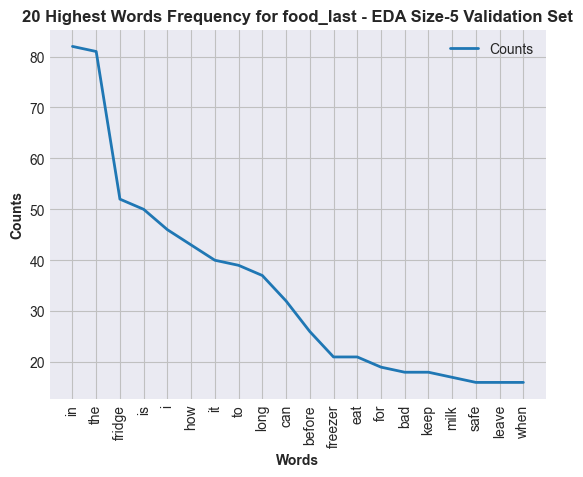 20 Highest Words Frequency for food_last - EDA Size-5 Validation Set
Counts
80
70
60
50
40
30
20
Counts
in the fridge is i how it to long can before freezer eat for bad keep milk safe leave when
Words